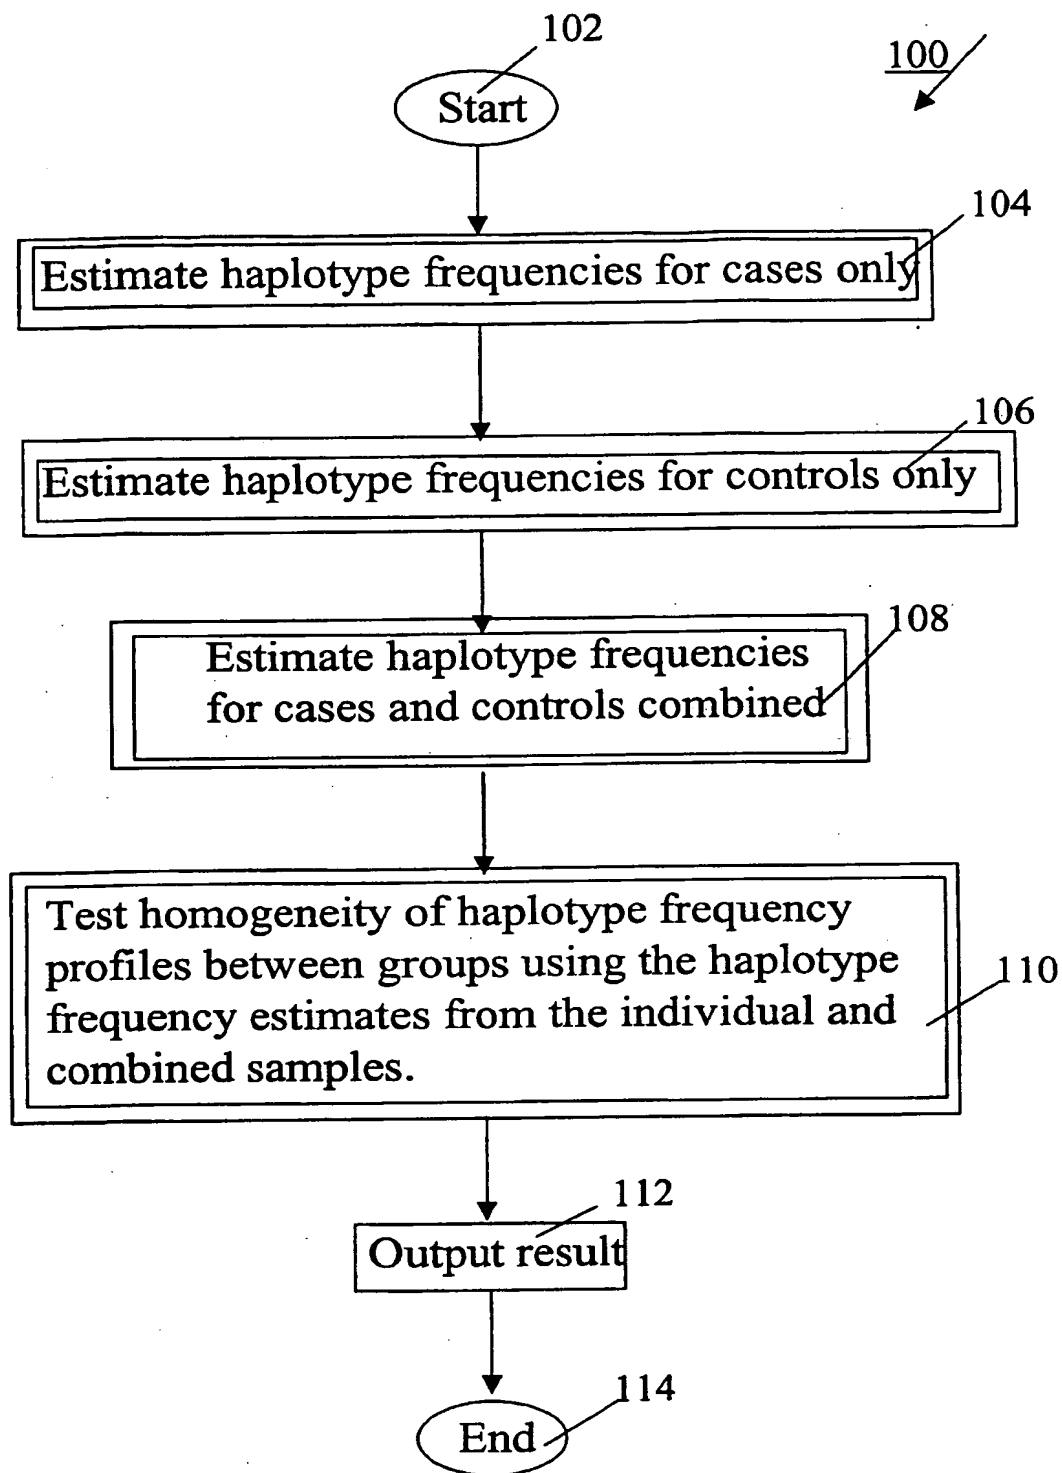 102
100
Start
104
Estimate haplotype frequencies for cases only
106
Estimate haplotype frequencies for controls only
108
Estimate haplotype frequencies
for cases and controls combined
Test homogeneity of haplotype frequency
profiles between groups using the haplotype
110
frequency estimates from the individual and
combined samples.
112
Output result
114
End